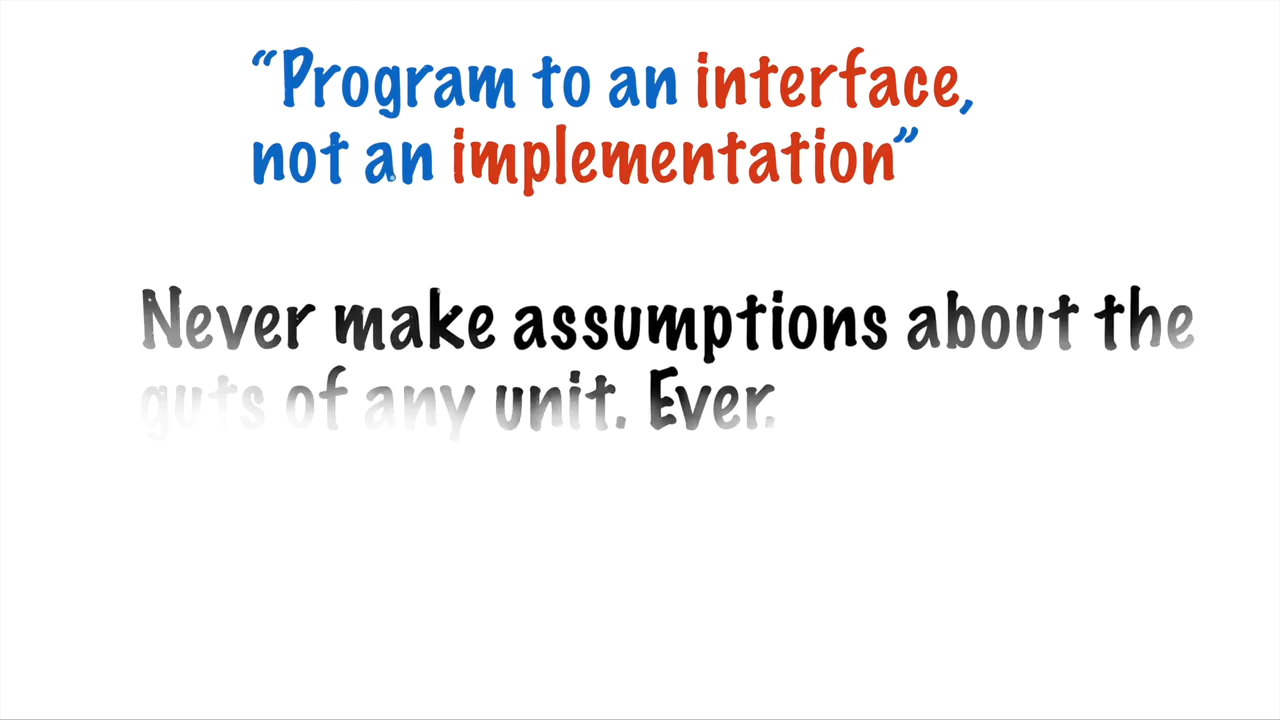 “Program to an interface,
not an implementation”
Never make assumptions about the
guts of any unit. Ever.